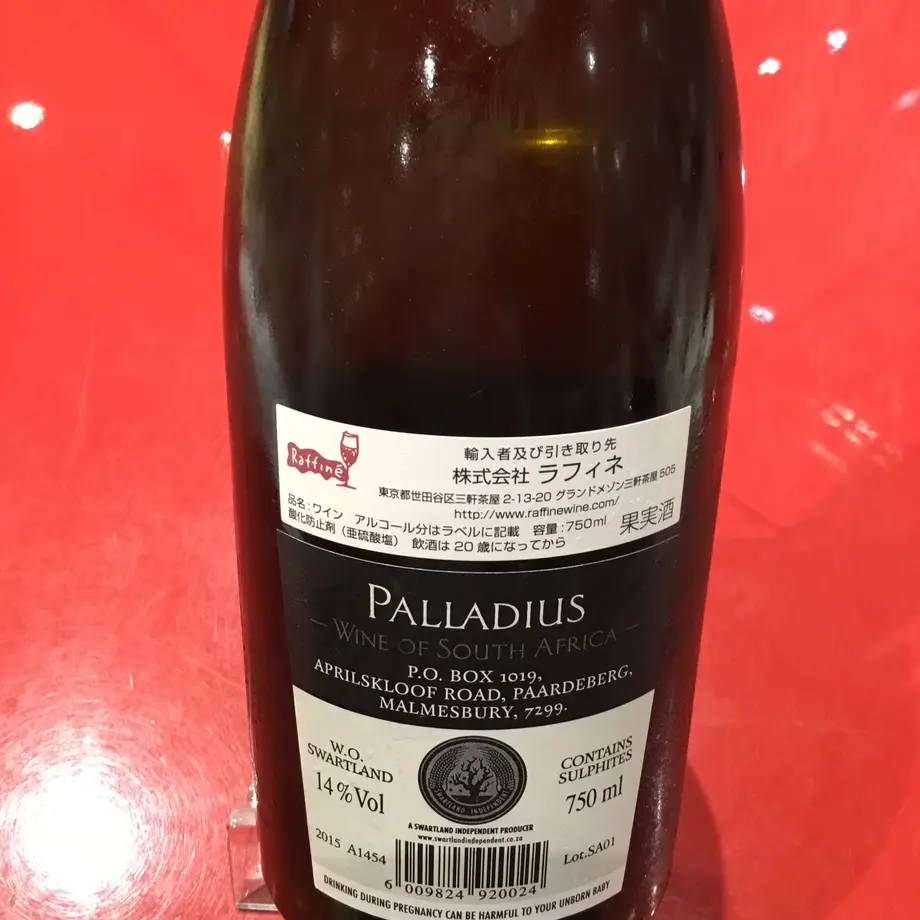 Raffiné
輸入者及び引き取り先
株式会社 ラフィネ
東京都世田谷区三軒茶屋 2-13-20 グランドメゾン三軒茶屋 505
http://www.raffinewine.com/
品名:ワイン アルコール分はラベルに記載 容量:750ml
酸化防止剤(亜硫酸塩) 飲酒は 20 歳になってから
果実酒
PALLADIUS
– WINE OF SOUTH AFRICA –
P.O. BOX 1019,
APRILSKLOOF ROAD, PAARDEBERG,
MALMESBURY, 7299.
W.O.
SWARTLAND
14 % Vol
SWARTLAND INDEPENDENT
CONTAINS
SULPHITES
750 ml
A SWARTLAND INDEPENDENT PRODUCER
www.swartlandindependent.co.za
2015 A1454
Lot.SA01
6 009824 920024
DRINKING DURING PREGNANCY CAN BE HARMFUL TO YOUR UNBORN BABY